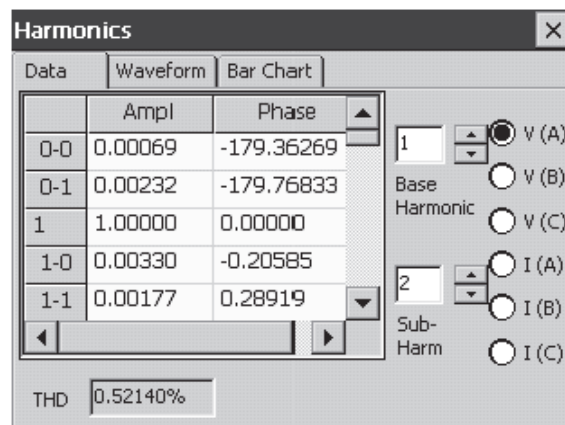 Harmonics
Data Waveform Bar Chart
Ampl Phase
0-0 0.00069 -179.36269
0-1 0.00232 -179.76833
1 1.00000 0.00000
1-0 0.00330 -0.20585
1-1 0.00177 0.28919
1
Base
Harmonic
2
Sub-
Harm
V (A)
V (B)
V (C)
I (A)
I (B)
I (C)
THD 0.52140%